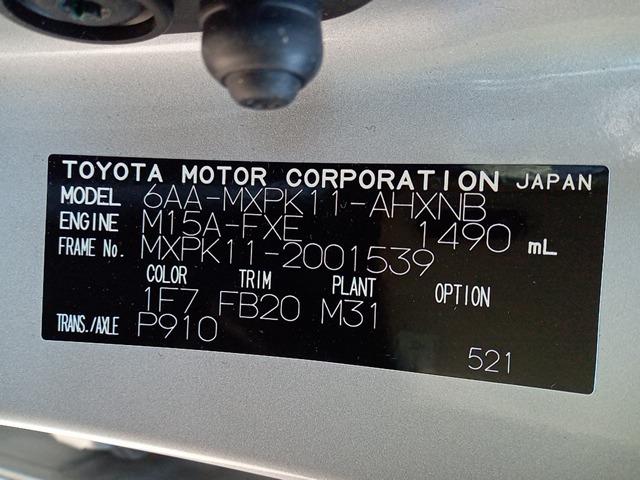 TOYOTA MOTOR CORPORATION JAPAN
MODEL 6AA-MXPK11-AHXNB
ENGINE M15A-FXE 1490 mL
FRAME No. MXPK11-2001539
COLOR TRIM PLANT OPTION
1F7 FB20 M31
TRANS./AXLE P910
521